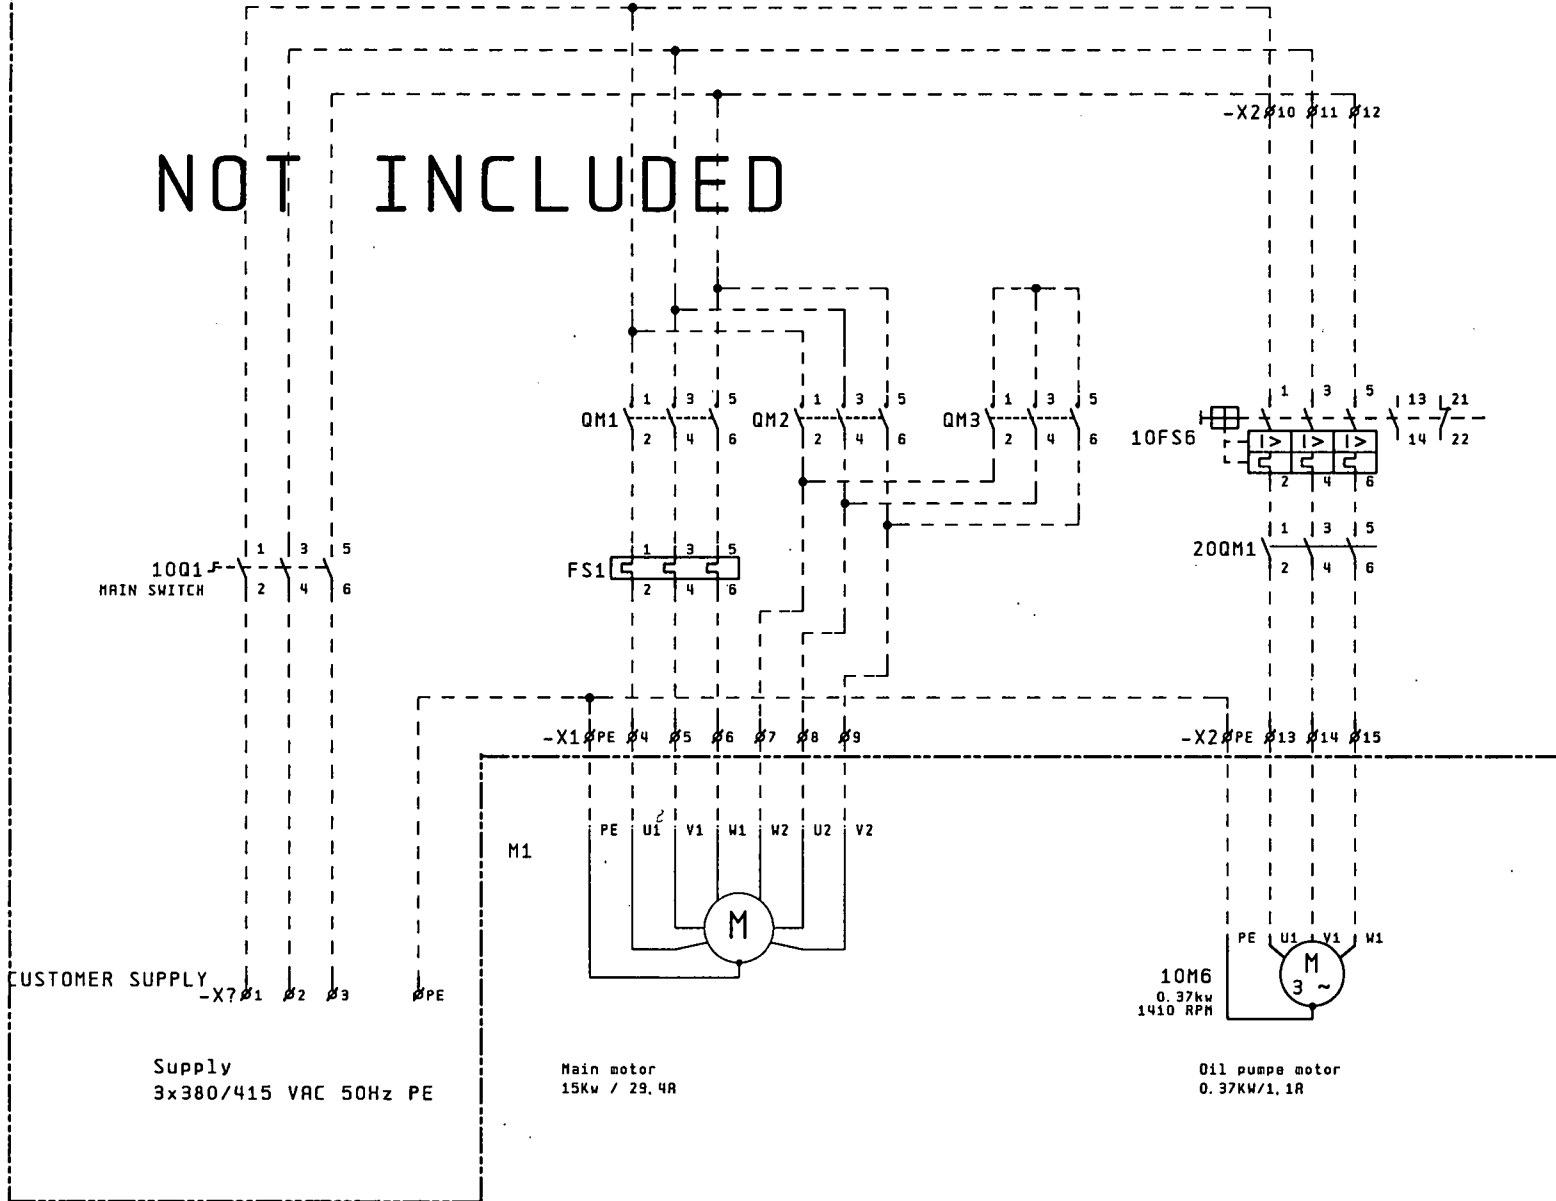 -X2 10 11 12
NOT INCLUDED
1 3 5 1 3 5 1 3 5 1 3 5 13 21
QM1 QM2 QM3 10FS6
2 4 6 2 4 6 2 4 6 I> I> I> 14 22
2 4 6
1 3 5 1 3 5 1 3 5
10Q1 FS1 20QM1
MAIN SWITCH 2 4 6 2 4 6 2 4 6
-X1 PE 4 5 6 7 8 9 -X2 PE 13 14 15
PE U1 V1 W1 W2 U2 V2
M1
M
PE U1 V1 W1
CUSTOMER SUPPLY -X? 1 2 3 PE
10M6 M
0.37kw 3 ~
1410 RPM
Supply
3x380/415 VAC 50Hz PE
Main motor
15Kw / 29,4A
Oil pumpe motor
0.37KW/1,1A